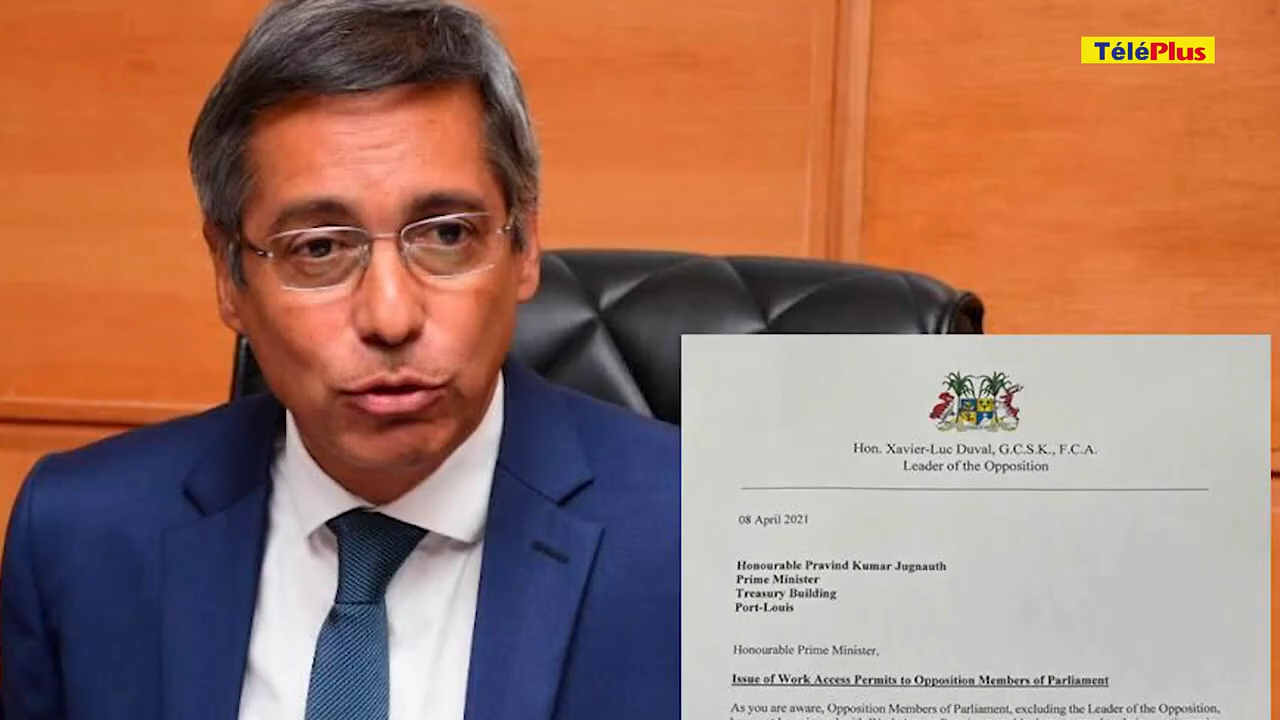 TéléPlus
Hon. Xavier-Luc Duval, G.C.S.K., F.C.A.
Leader of the Opposition
08 April 2021
Honourable Pravind Kumar Jugnauth
Prime Minister
Treasury Building
Port-Louis
Honourable Prime Minister,
Issue of Work Access Permits to Opposition Members of Parliament
As you are aware, Opposition Members of Parliament, excluding the Leader of the Opposition,